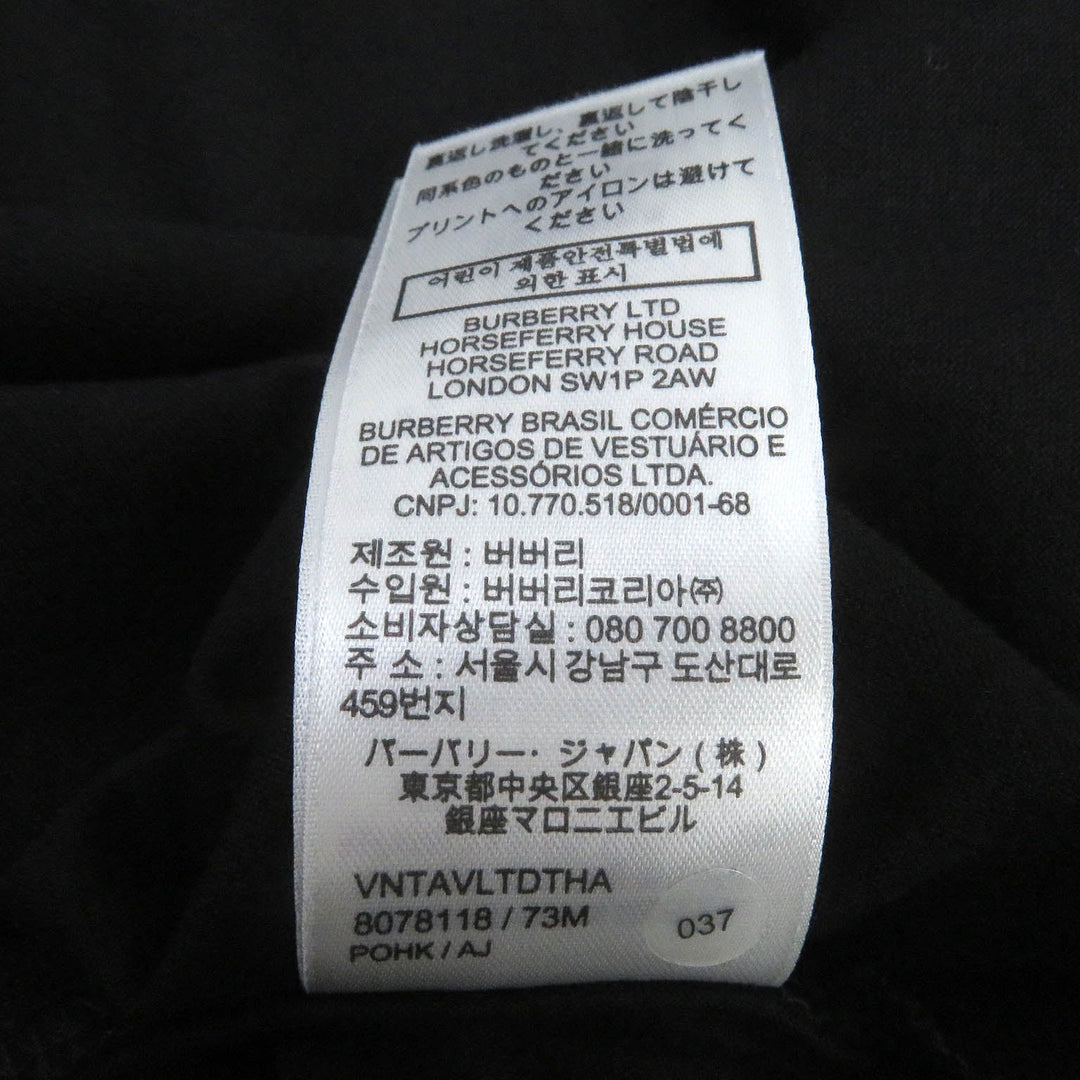 裏返し洗濯し、裏返して陰干し
てください
同系色のものと一緒に洗ってく
ださい
プリントへのアイロンは避けて
ください
어린이 제품안전특별법에
의한 표시
BURBERRY LTD
HORSEFERRY HOUSE
HORSEFERRY ROAD
LONDON SW1P 2AW
BURBERRY BRASIL COMÉRCIO
DE ARTIGOS DE VESTUÁRIO E
ACESSÓRIOS LTDA.
CNPJ: 10.770.518/0001-68
제조원 : 버버리
수입원 : 버버리코리아㈜
소비자상담실 : 080 700 8800
주 소 : 서울시 강남구 도산대로
459번지
バーバリー・ジャパン ( 株 )
東京都中央区銀座2-5-14
銀座マロニエビル
VNTAVLTDTHA
8078118 / 73M
POHK / AJ
037